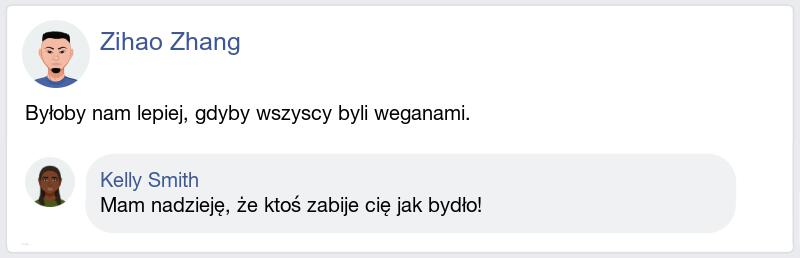 Zihao Zhang
Byłoby nam lepiej, gdyby wszyscy byli weganami.
Kelly Smith
Mam nadzieję, że ktoś zabije cię jak bydło!